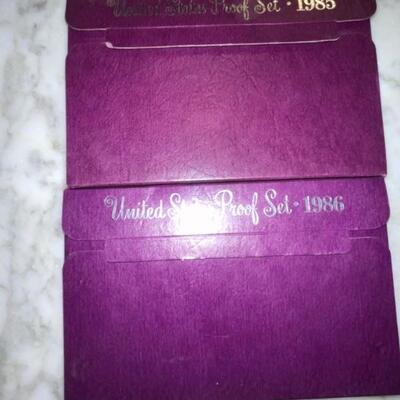 United States Proof Set • 1985
United States Proof Set • 1986